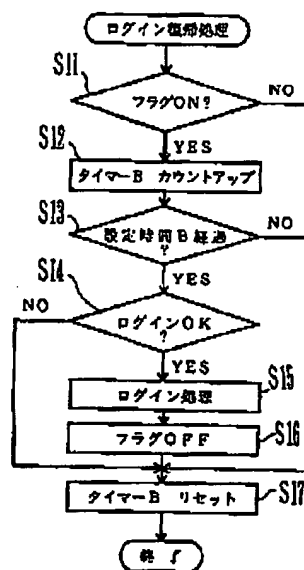 ログイン復帰処理
S11
フラグON?
NO
YES
S12
タイマーB カウントアップ
S13
設定時間B経過
?
NO
YES
S14
ログインOK
?
NO
YES
ログイン処理
S15
フラグOFF
S16
タイマーB リセット
S17
終了